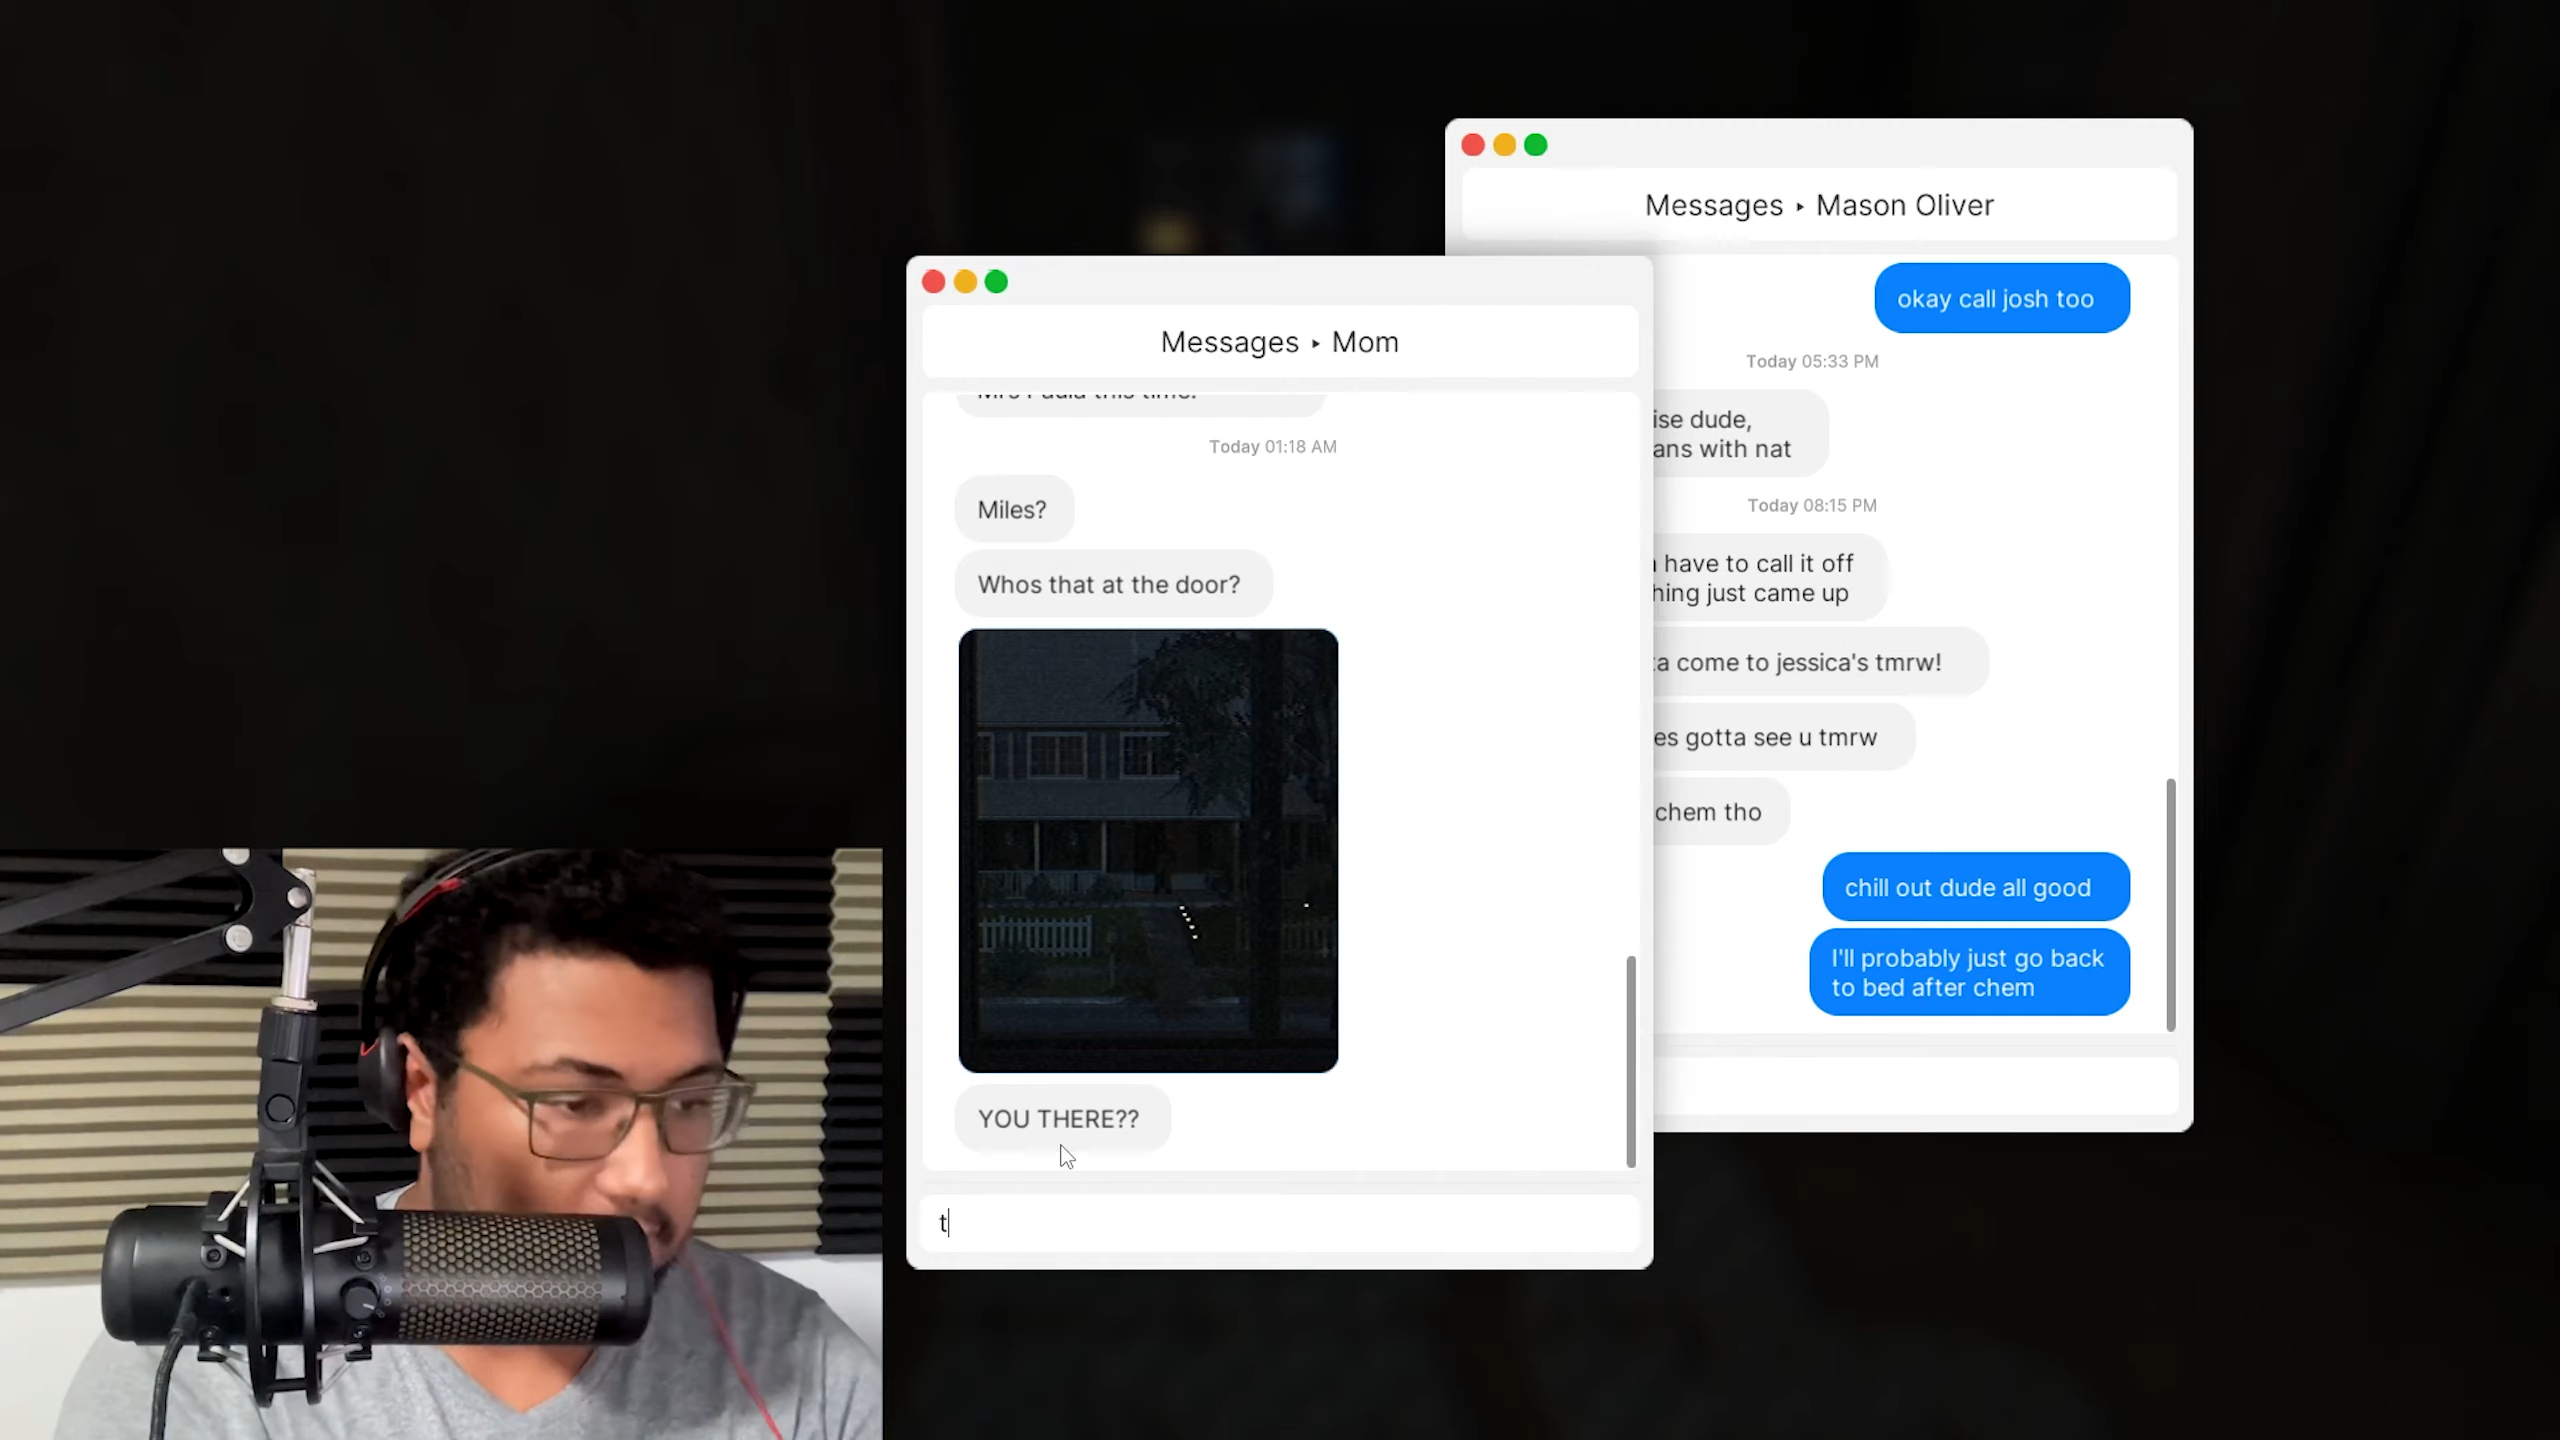 Messages ▸ Mason Oliver
okay call josh too
Today 05:33 PM
ise dude,
ans with nat
Today 08:15 PM
have to call it off
hing just came up
a come to jessica's tmrw!
es gotta see u tmrw
chem tho
chill out dude all good
I'll probably just go back
to bed after chem
Messages ▸ Mom
this time.
Today 01:18 AM
Miles?
Whos that at the door?
YOU THERE??
t